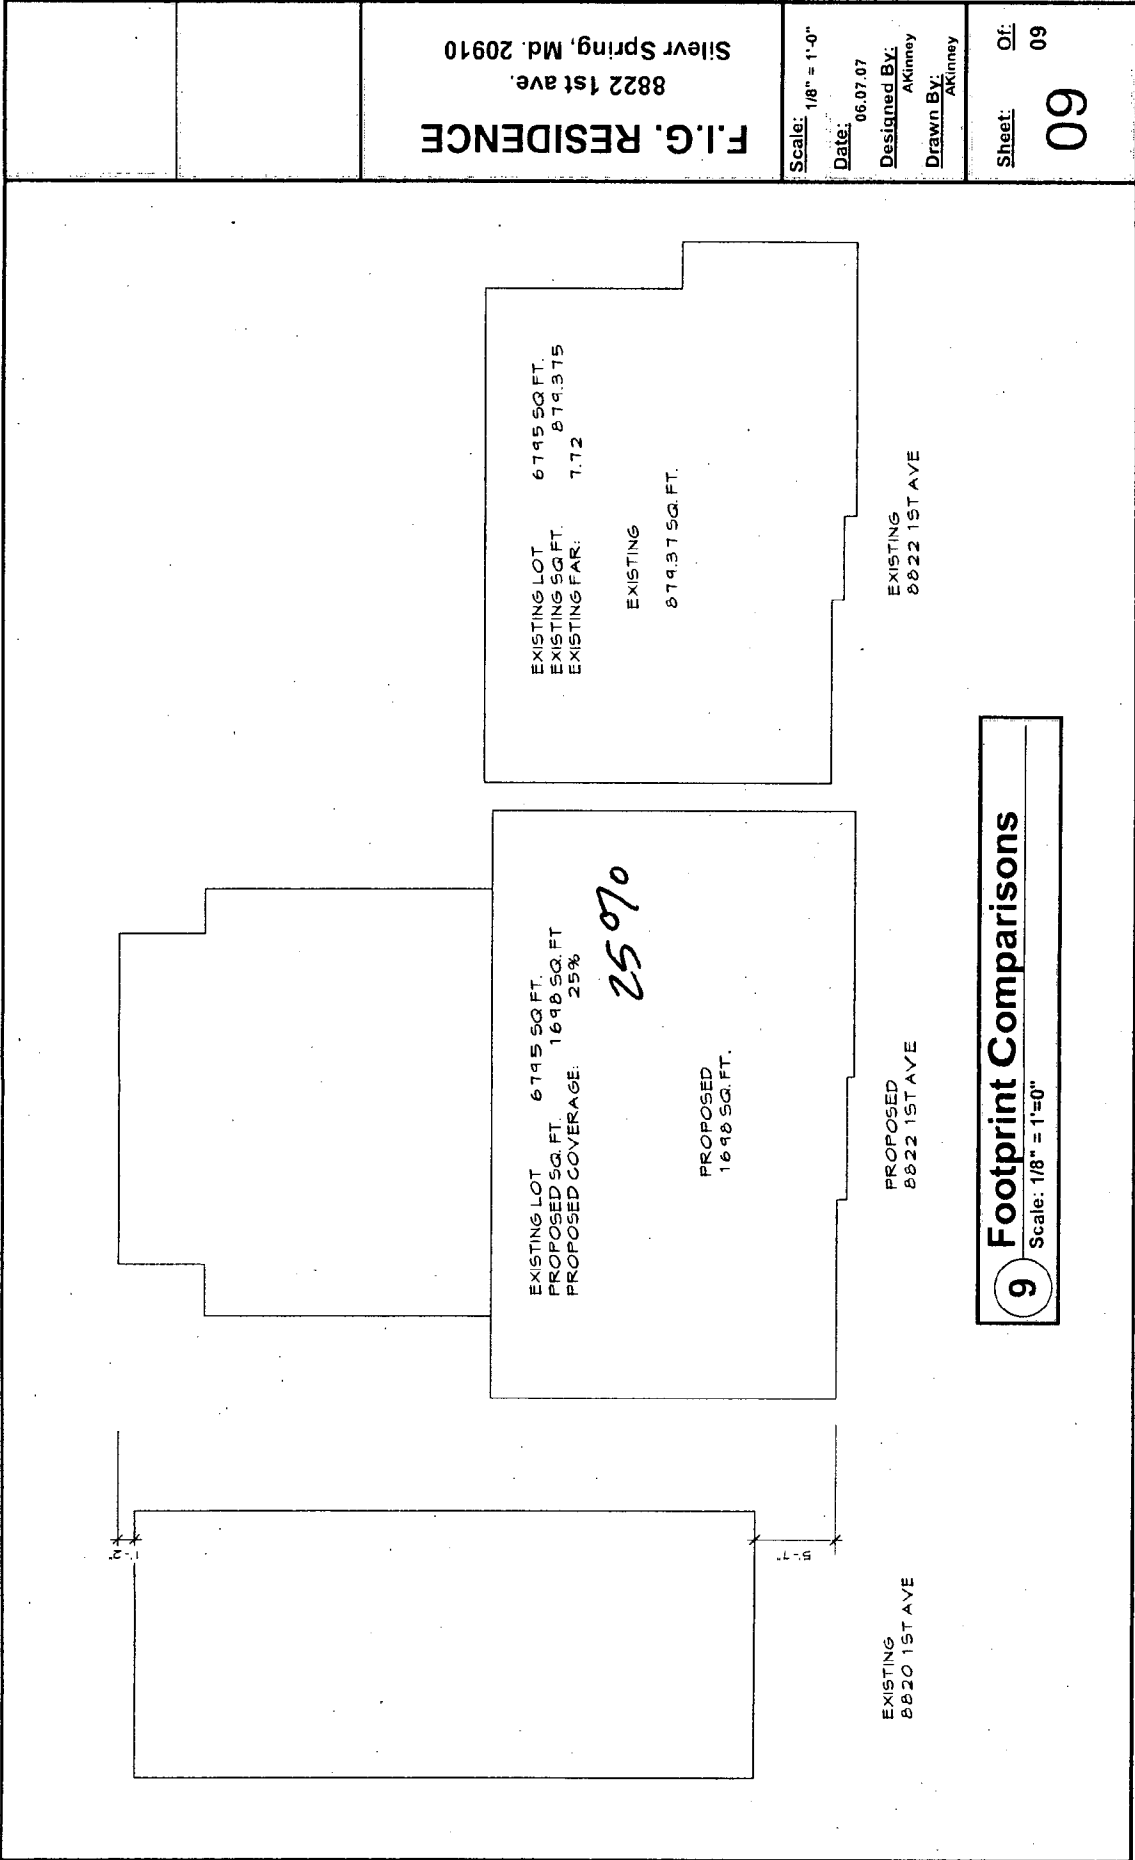 EXISTING
8820 1ST AVE
5'-7"
1'-2"
EXISTING LOT 6795 SQ FT.
PROPOSED SQ. FT. 1698 SQ. FT
PROPOSED COVERAGE: 25%
25%
PROPOSED
1698 SQ. FT.
PROPOSED
8822 1ST AVE
EXISTING LOT 6795 SQ FT.
EXISTING SQ FT. 879.375
EXISTING FAR: 7.72
EXISTING
879.37 SQ. FT.
EXISTING
8822 1ST AVE
9 Footprint Comparisons
Scale: 1/8" = 1'=0"
F.I.G. RESIDENCE
8822 1st ave.
Silevr Spring, Md. 20910
Scale: 1/8" = 1'-0"
Date: 06.07.07
Designed By: AKinney
Drawn By: AKinney
Sheet: 09
Of: 09